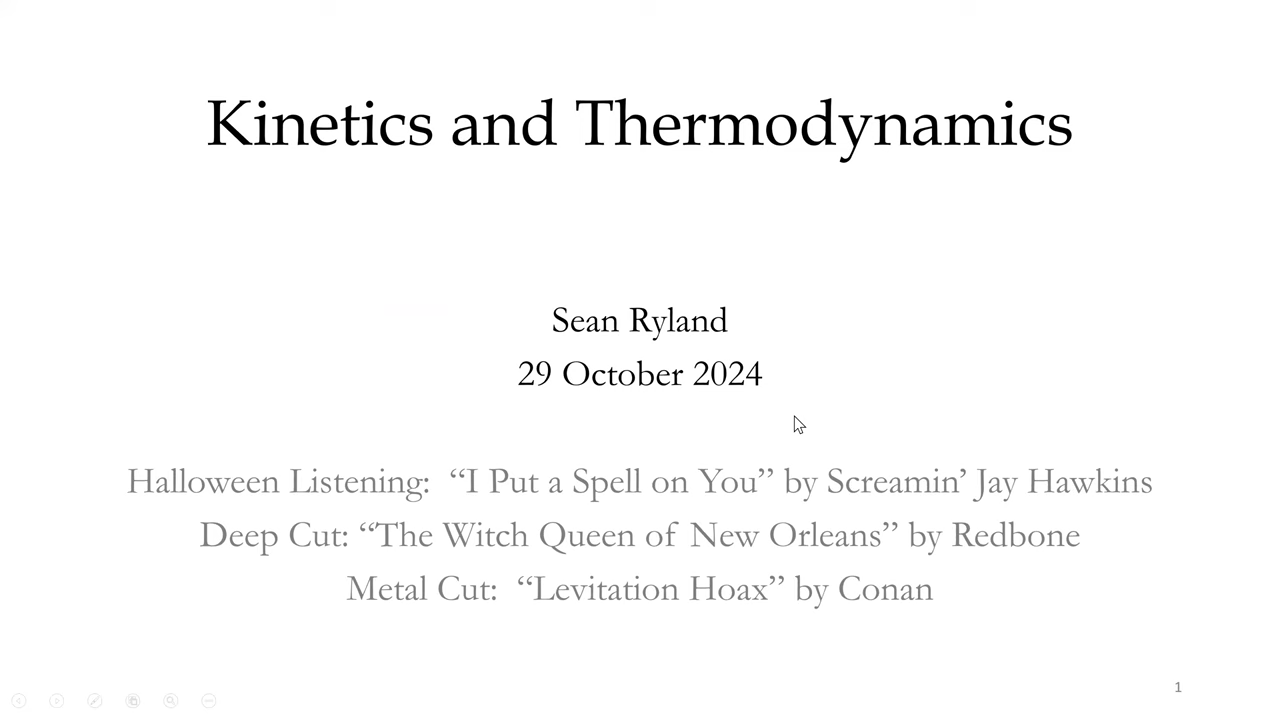 Kinetics and Thermodynamics
Sean Ryland
29 October 2024
Halloween Listening:  “I Put a Spell on You” by Screamin’ Jay Hawkins
Deep Cut: “The Witch Queen of New Orleans” by Redbone
Metal Cut:  “Levitation Hoax” by Conan
1